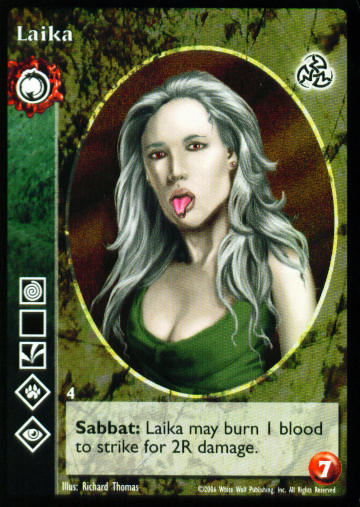 Laika
4
Sabbat: Laika may burn 1 blood
to strike for 2R damage.
7
Illus: Richard Thomas
©2006 White Wolf Publishing, Inc. All Rights Reserved